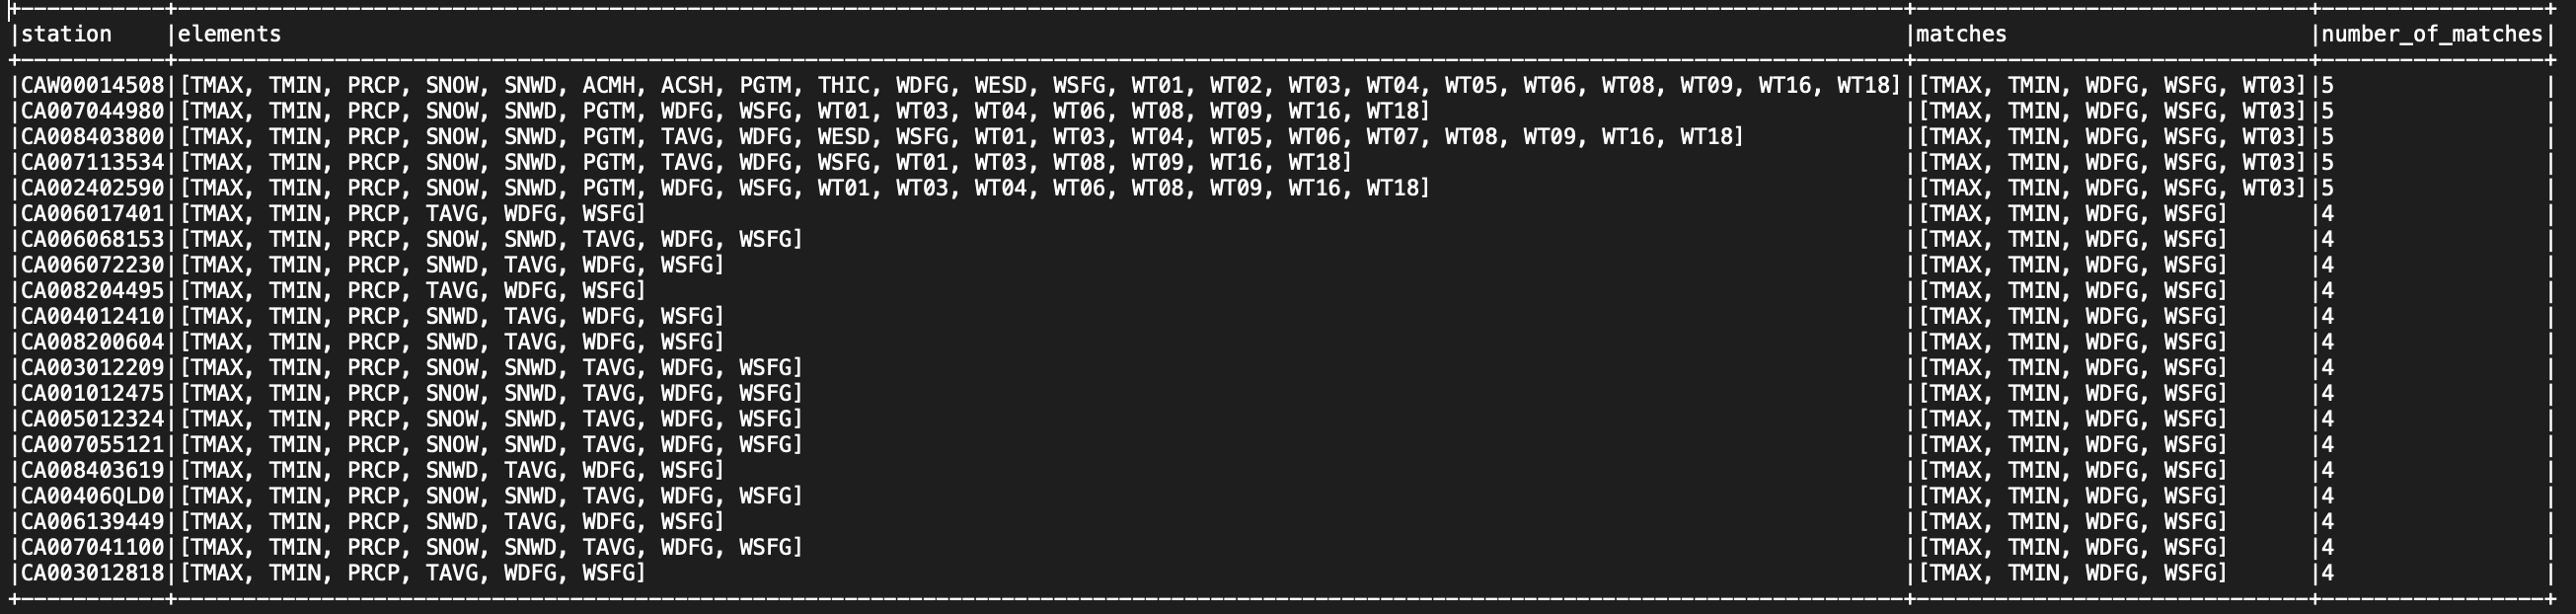 +-----------+--------------------------------------------------------------------------------------------------------------------------------------+------------------------------+-----------------+
|station    |elements                                                                                                                              |matches                       |number_of_matches|
+-----------+--------------------------------------------------------------------------------------------------------------------------------------+------------------------------+-----------------+
|CAW00014508|[TMAX, TMIN, PRCP, SNOW, SNWD, ACMH, ACSH, PGTM, THIC, WDFG, WESD, WSFG, WT01, WT02, WT03, WT04, WT05, WT06, WT08, WT09, WT16, WT18]|[TMAX, TMIN, WDFG, WSFG, WT03]|5                |
|CA007044980|[TMAX, TMIN, PRCP, SNOW, SNWD, PGTM, WDFG, WSFG, WT01, WT03, WT04, WT06, WT08, WT09, WT16, WT18]|[TMAX, TMIN, WDFG, WSFG, WT03]|5                |
|CA008403800|[TMAX, TMIN, PRCP, SNOW, SNWD, PGTM, TAVG, WDFG, WESD, WSFG, WT01, WT03, WT04, WT05, WT06, WT07, WT08, WT09, WT16, WT18]|[TMAX, TMIN, WDFG, WSFG, WT03]|5                |
|CA007113534|[TMAX, TMIN, PRCP, SNOW, SNWD, PGTM, TAVG, WDFG, WSFG, WT01, WT03, WT08, WT09, WT16, WT18]|[TMAX, TMIN, WDFG, WSFG, WT03]|5                |
|CA002402590|[TMAX, TMIN, PRCP, SNOW, SNWD, PGTM, WDFG, WSFG, WT01, WT03, WT04, WT06, WT08, WT09, WT16, WT18]|[TMAX, TMIN, WDFG, WSFG, WT03]|5                |
|CA006017401|[TMAX, TMIN, PRCP, TAVG, WDFG, WSFG]|[TMAX, TMIN, WDFG, WSFG]      |4                |
|CA006068153|[TMAX, TMIN, PRCP, SNOW, SNWD, TAVG, WDFG, WSFG]|[TMAX, TMIN, WDFG, WSFG]      |4                |
|CA006072230|[TMAX, TMIN, PRCP, SNWD, TAVG, WDFG, WSFG]|[TMAX, TMIN, WDFG, WSFG]      |4                |
|CA008204495|[TMAX, TMIN, PRCP, TAVG, WDFG, WSFG]|[TMAX, TMIN, WDFG, WSFG]      |4                |
|CA004012410|[TMAX, TMIN, PRCP, SNWD, TAVG, WDFG, WSFG]|[TMAX, TMIN, WDFG, WSFG]      |4                |
|CA008200604|[TMAX, TMIN, PRCP, SNWD, TAVG, WDFG, WSFG]|[TMAX, TMIN, WDFG, WSFG]      |4                |
|CA003012209|[TMAX, TMIN, PRCP, SNOW, SNWD, TAVG, WDFG, WSFG]|[TMAX, TMIN, WDFG, WSFG]      |4                |
|CA001012475|[TMAX, TMIN, PRCP, SNOW, SNWD, TAVG, WDFG, WSFG]|[TMAX, TMIN, WDFG, WSFG]      |4                |
|CA005012324|[TMAX, TMIN, PRCP, SNOW, SNWD, TAVG, WDFG, WSFG]|[TMAX, TMIN, WDFG, WSFG]      |4                |
|CA007055121|[TMAX, TMIN, PRCP, SNOW, SNWD, TAVG, WDFG, WSFG]|[TMAX, TMIN, WDFG, WSFG]      |4                |
|CA008403619|[TMAX, TMIN, PRCP, SNWD, TAVG, WDFG, WSFG]|[TMAX, TMIN, WDFG, WSFG]      |4                |
|CA00406QLD0|[TMAX, TMIN, PRCP, SNOW, SNWD, TAVG, WDFG, WSFG]|[TMAX, TMIN, WDFG, WSFG]      |4                |
|CA006139449|[TMAX, TMIN, PRCP, SNWD, TAVG, WDFG, WSFG]|[TMAX, TMIN, WDFG, WSFG]      |4                |
|CA007041100|[TMAX, TMIN, PRCP, SNOW, SNWD, TAVG, WDFG, WSFG]|[TMAX, TMIN, WDFG, WSFG]      |4                |
|CA003012818|[TMAX, TMIN, PRCP, TAVG, WDFG, WSFG]|[TMAX, TMIN, WDFG, WSFG]      |4                |
+-----------+--------------------------------------------------------------------------------------------------------------------------------------+------------------------------+-----------------+